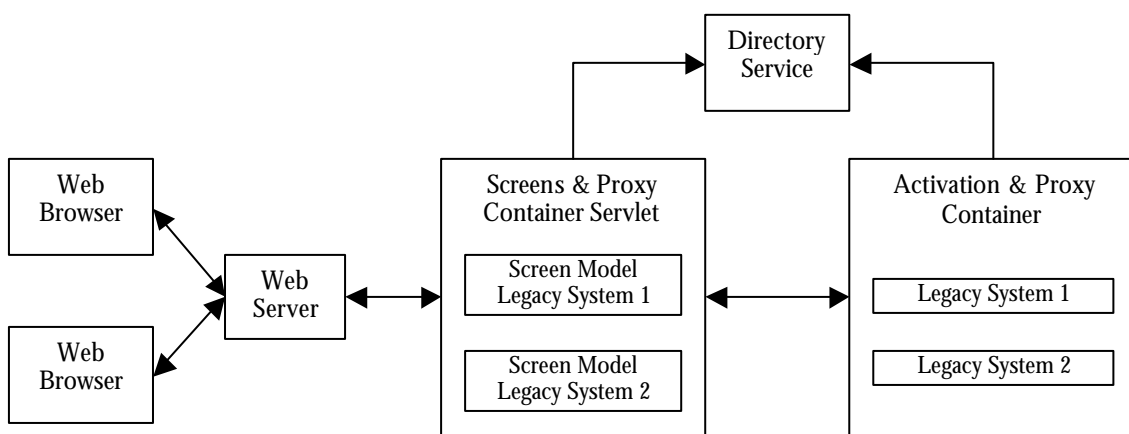 Directory
Service
Web
Browser
Web
Browser
Web
Server
Screens & Proxy
Container Servlet
Screen Model
Legacy System 1
Screen Model
Legacy System 2
Activation & Proxy
Container
Legacy System 1
Legacy System 2